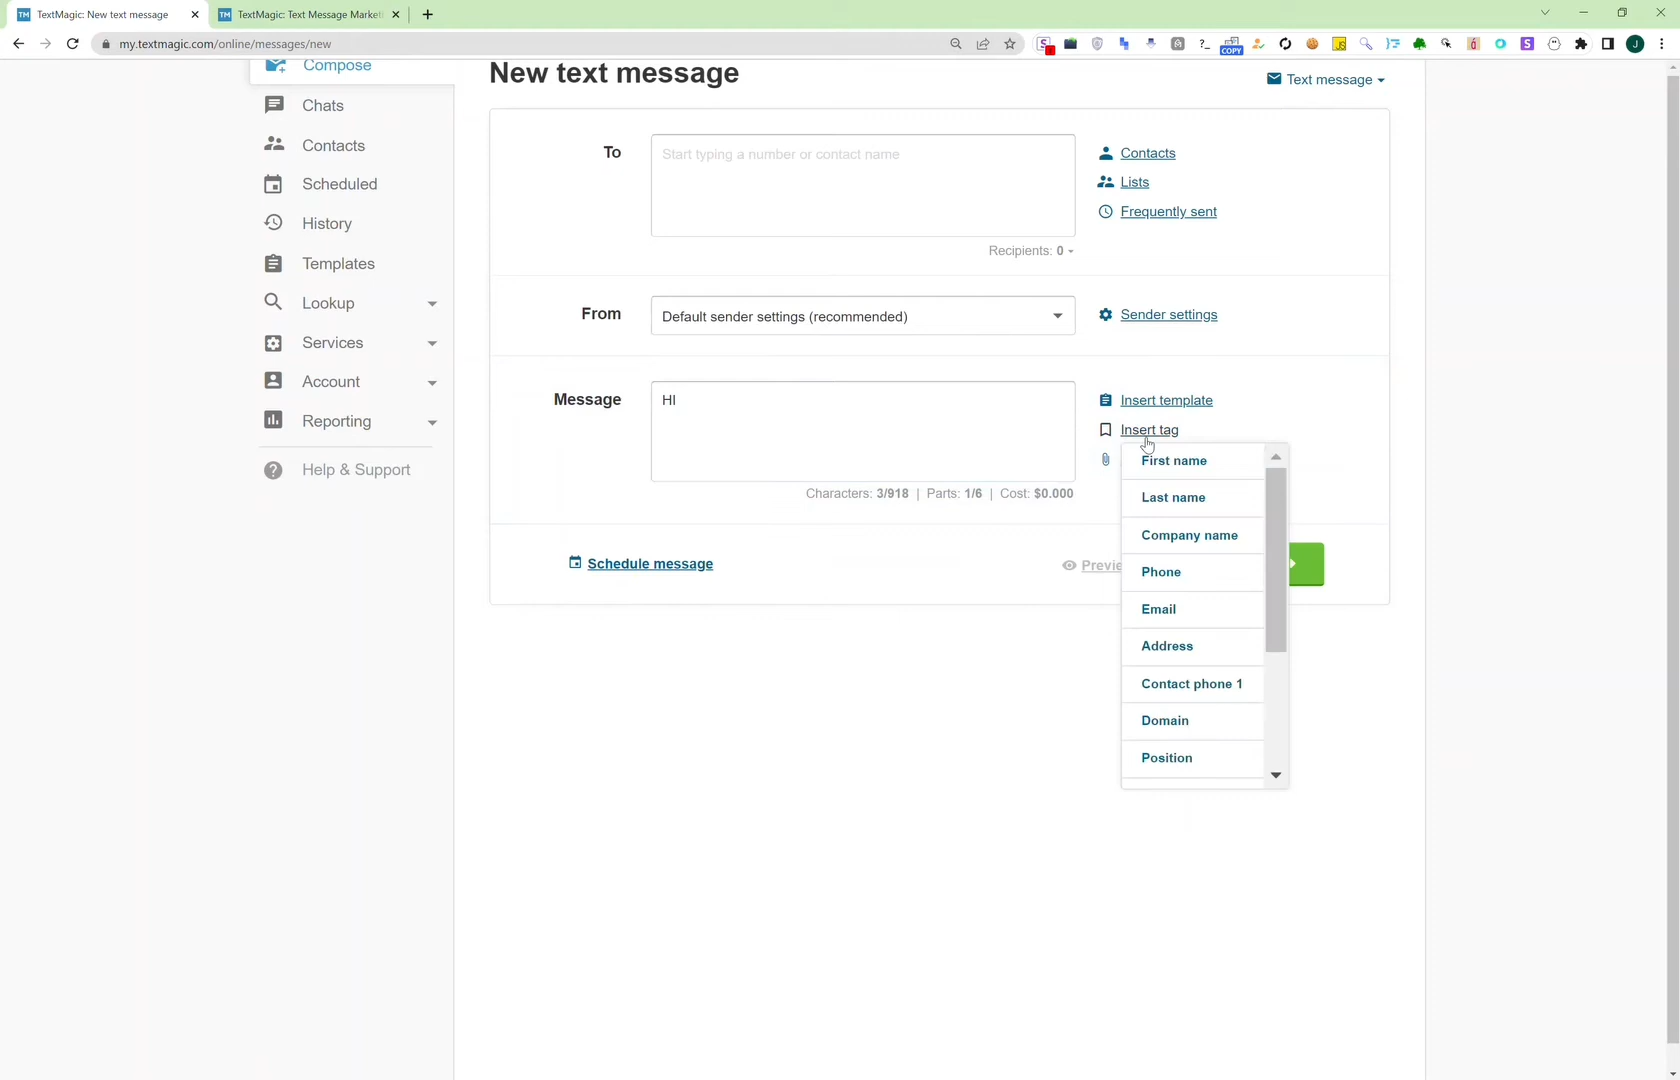 TextMagic: New text message
TextMagic: Text Message Market
my.textmagic.com/online/messages/new
COPY
JS
S
J
Compose
Chats
Contacts
Scheduled
History
Templates
Lookup
Services
Account
Reporting
Help & Support
New text message
Text message
To
Start typing a number or contact name
Contacts
Lists
Frequently sent
Recipients: 0
From
Default sender settings (recommended)
Sender settings
Message
HI
Insert template
Insert tag
Characters: 3/918 | Parts: 1/6 | Cost: $0.000
Schedule message
Previe
First name
Last name
Company name
Phone
Email
Address
Contact phone 1
Domain
Position